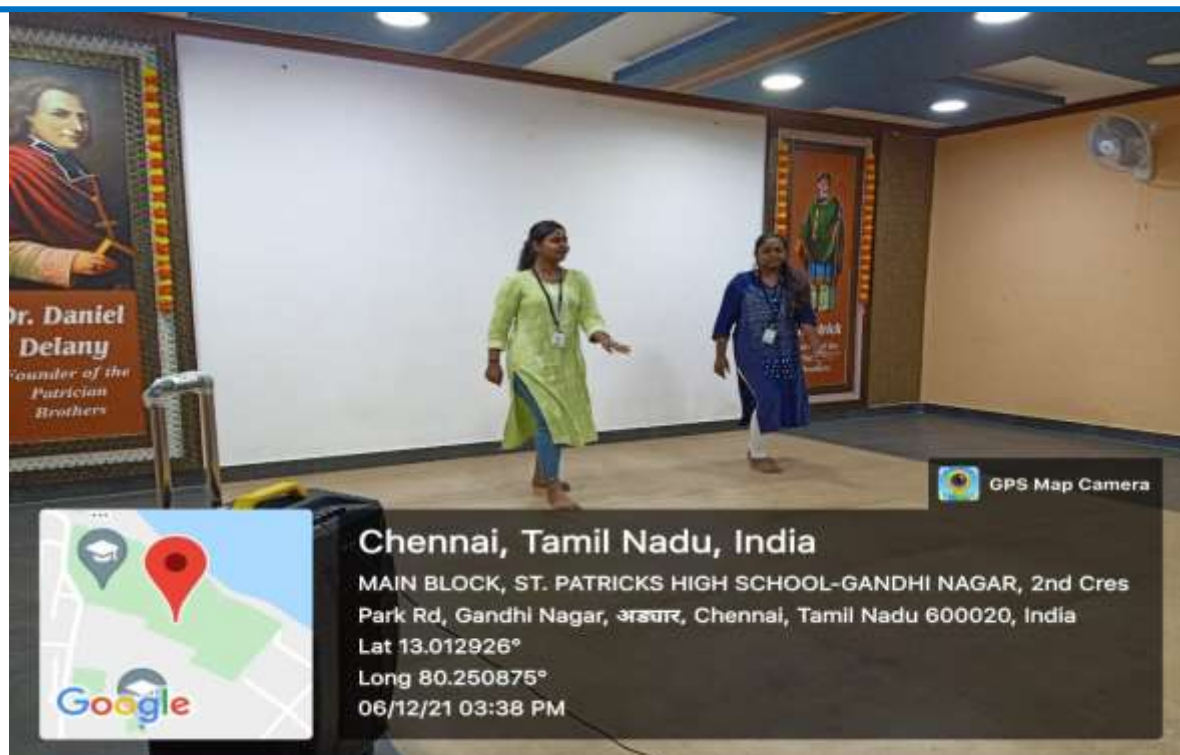 Dr. Daniel
Delany
Founder of the
Patrician
Brothers
GPS Map Camera
Google
Chennai, Tamil Nadu, India
MAIN BLOCK, ST. PATRICKS HIGH SCHOOL-GANDHI NAGAR, 2nd Cres
Park Rd, Gandhi Nagar, अड्यार, Chennai, Tamil Nadu 600020, India
Lat 13.012926°
Long 80.250875°
06/12/21 03:38 PM